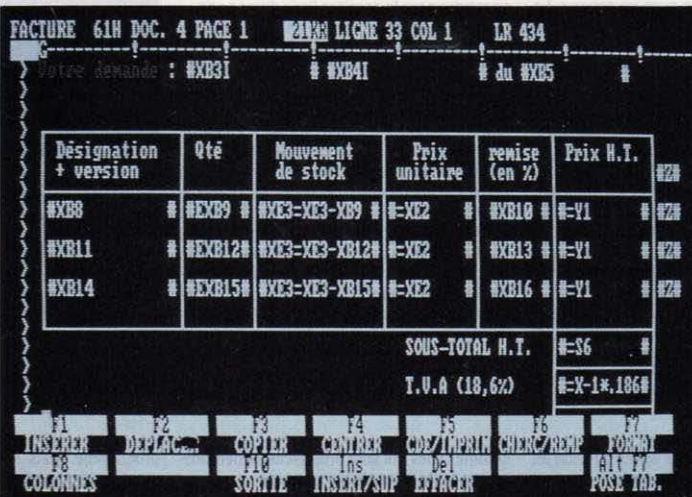 FACTURE 61H DOC. 4 PAGE 1 LIGNE 33 COL 1 LR 434
G
Votre demande : #XB3I # #XB4I # du #XB5 #
Désignation + version Qté Mouvement de stock Prix unitaire remise (en %) Prix H.T. #Z#
#XB8 # #EXB9 # #XE3=XE3-XB9 # #=XE2 # #XB10 # #=Y1 # #Z#
#XB11 # #EXB12# #XE3=XE3-XB12# #=XE2 # #XB13 # #=Y1 # #Z#
#XB14 # #EXB15# #XE3=XE3-XB15# #=XE2 # #XB16 # #=Y1 # #Z#
SOUS-TOTAL H.T. #=S6 #
T.V.A (18,6%) #=X-1*.186#
F1 F2 F3 F4 F5 F6 F7
INSERER DEPLACE... COPIER CENTRER CDE/IMPRIM CHERC/REMP FORMAT
F8 F10 Ins Del Alt F7
COLONNES SORTIE INSERT/SUP EFFACER POSE TAB.